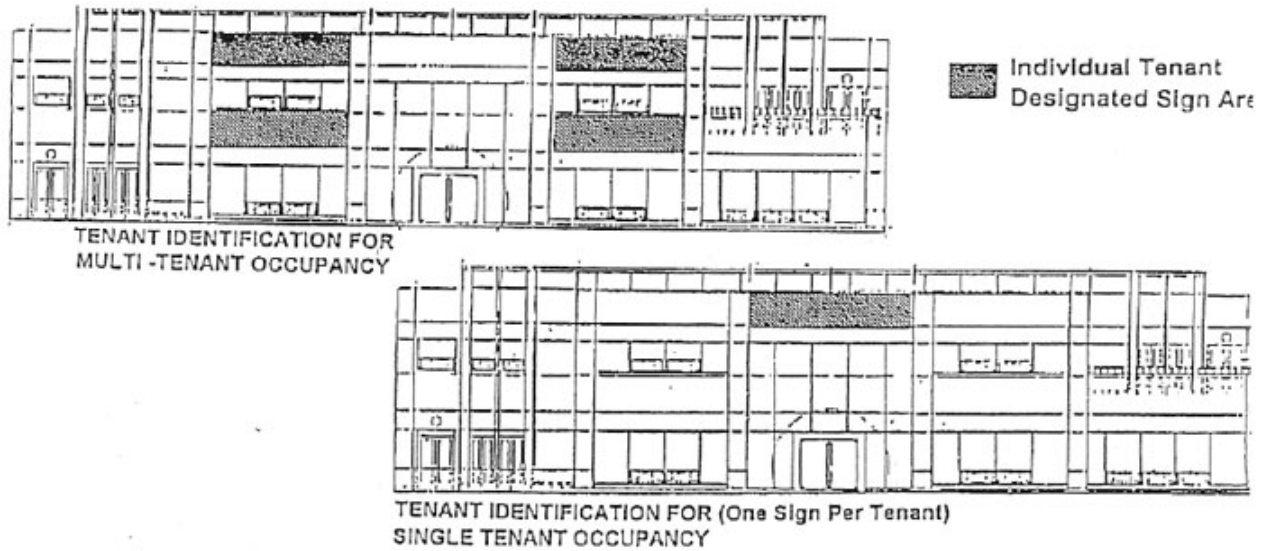 Individual Tenant
Designated Sign Are
TENANT IDENTIFICATION FOR
MULTI -TENANT OCCUPANCY
TENANT IDENTIFICATION FOR (One Sign Per Tenant)
SINGLE TENANT OCCUPANCY